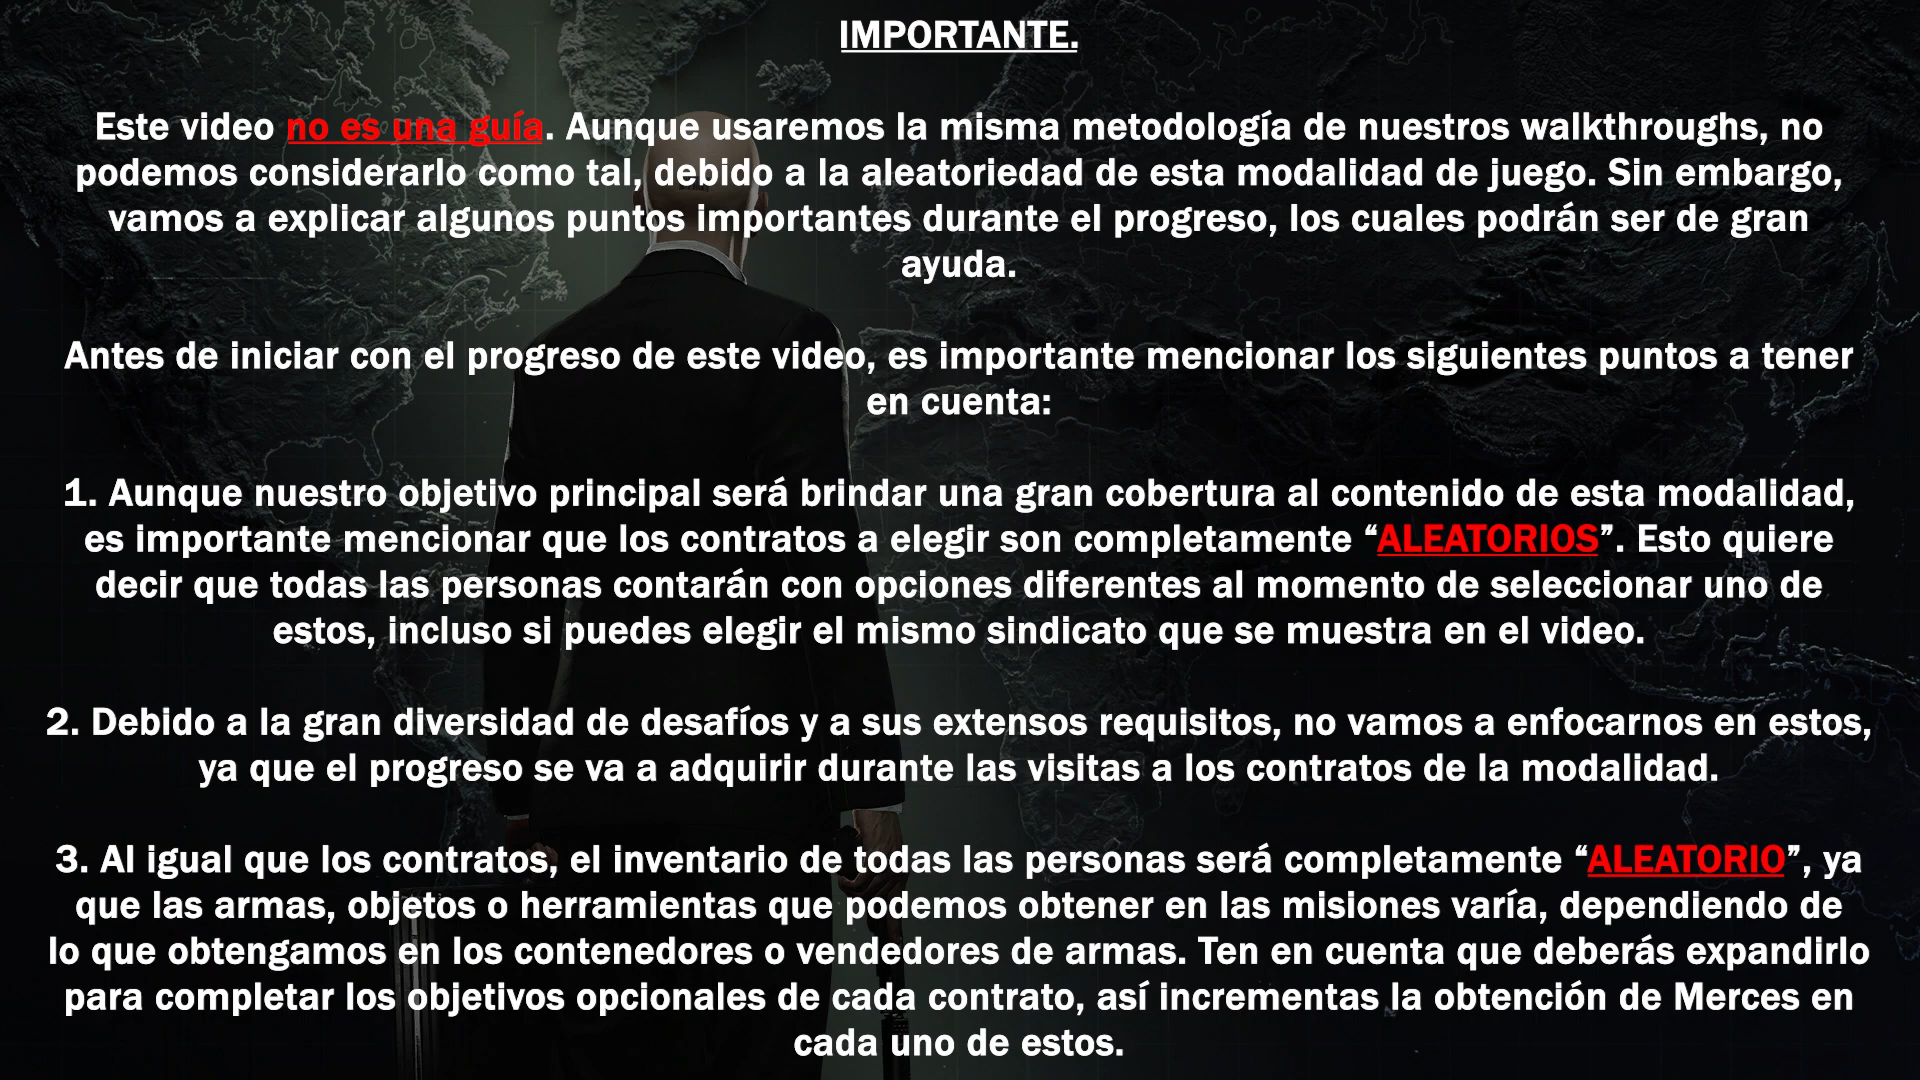 IMPORTANTE.
Este video no es una guía. Aunque usaremos la misma metodología de nuestros walkthroughs, no
podemos considerarlo como tal, debido a la aleatoriedad de esta modalidad de juego. Sin embargo,
vamos a explicar algunos puntos importantes durante el progreso, los cuales podrán ser de gran
ayuda.
Antes de iniciar con el progreso de este video, es importante mencionar los siguientes puntos a tener
en cuenta:
1. Aunque nuestro objetivo principal será brindar una gran cobertura al contenido de esta modalidad,
es importante mencionar que los contratos a elegir son completamente “ALEATORIOS”. Esto quiere
decir que todas las personas contarán con opciones diferentes al momento de seleccionar uno de
estos, incluso si puedes elegir el mismo sindicato que se muestra en el video.
2. Debido a la gran diversidad de desafíos y a sus extensos requisitos, no vamos a enfocarnos en estos,
ya que el progreso se va a adquirir durante las visitas a los contratos de la modalidad.
3. Al igual que los contratos, el inventario de todas las personas será completamente “ALEATORIO”, ya
que las armas, objetos o herramientas que podemos obtener en las misiones varía, dependiendo de
lo que obtengamos en los contenedores o vendedores de armas. Ten en cuenta que deberás expandirlo
para completar los objetivos opcionales de cada contrato, así incrementas la obtención de Merces en
cada uno de estos.